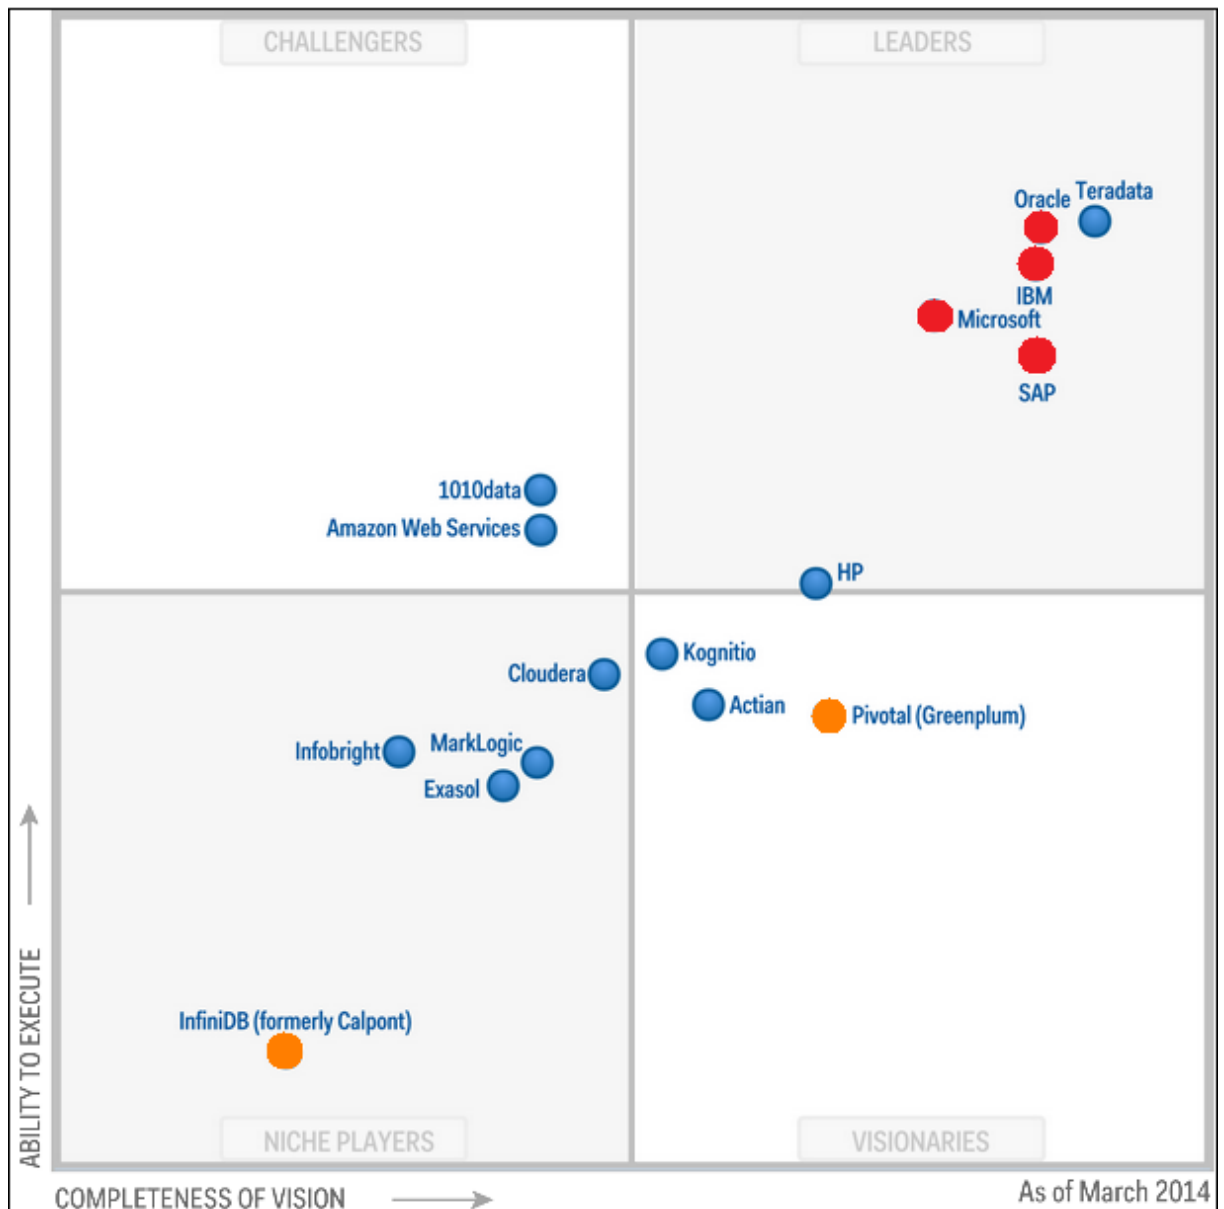 CHALLENGERS
LEADERS
Oracle
Teradata
IBM
Microsoft
SAP
1010data
Amazon Web Services
HP
Kognitio
Cloudera
Actian
Pivotal (Greenplum)
Infobright
MarkLogic
Exasol
InfiniDB (formerly Calpont)
NICHE PLAYERS
VISIONARIES
ABILITY TO EXECUTE
COMPLETENESS OF VISION
As of March 2014